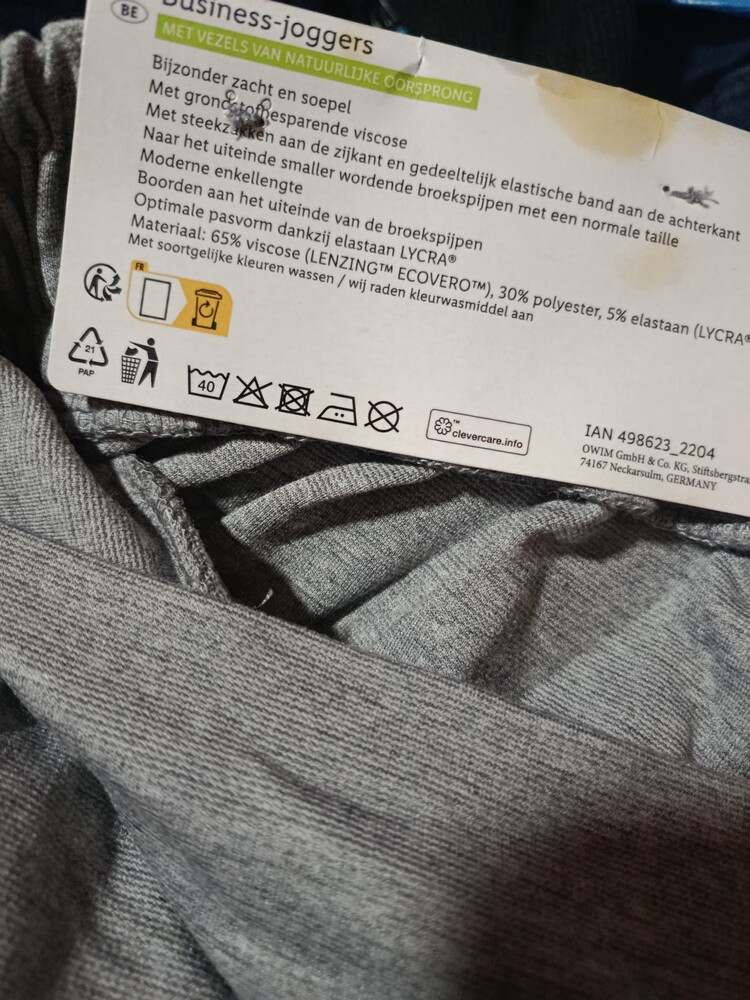 BE
Business-joggers
MET VEZELS VAN NATUURLIJKE OORSPRONG
Bijzonder zacht en soepel
Met grondstofbesparende viscose
Met steekzakken aan de zijkant en gedeeltelijk elastische band aan de achterkant
Naar het uiteinde smaller wordende broekspijpen met een normale taille
Moderne enkellengte
Boorden aan het uiteinde van de broekspijpen
Optimale pasvorm dankzij elastaan LYCRA®
Materiaal: 65% viscose (LENZING™ ECOVERO™), 30% polyester, 5% elastaan (LYCRA®
Met soortgelijke kleuren wassen / wij raden kleurwasmiddel aan
FR
21
PAP
40
clevercare.info™
IAN 498623_2204
OWIM GmbH & Co. KG, Stiftsbergstra
74167 Neckarsulm, GERMANY